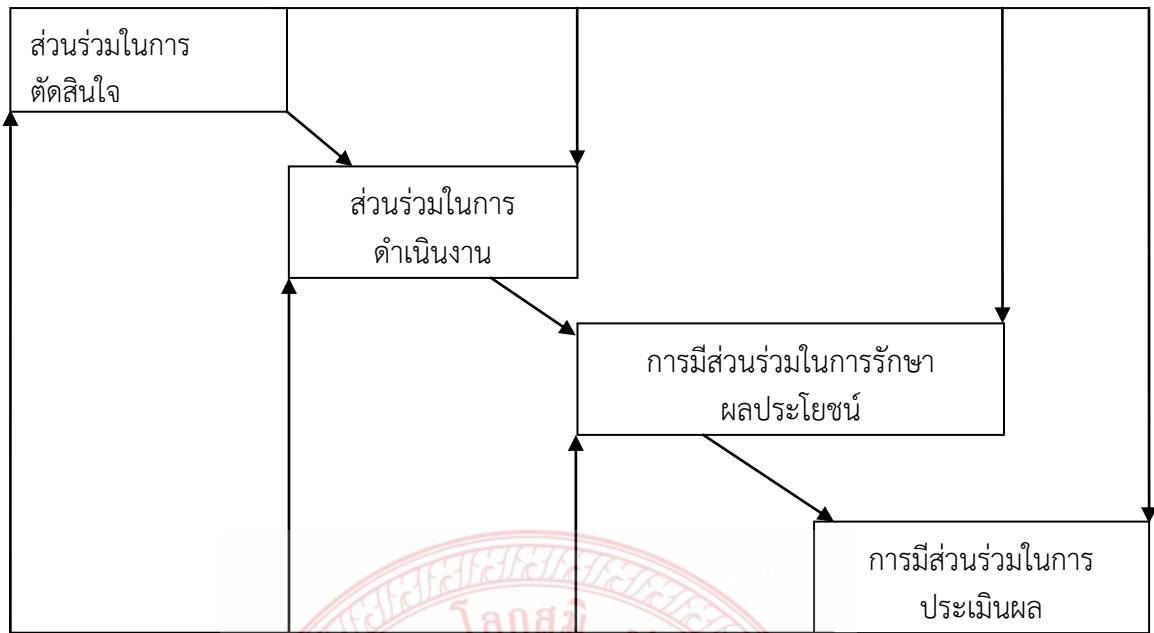 ส่วนร่วมในการ
ตัดสินใจ
ส่วนร่วมในการ
ดำเนินงาน
การมีส่วนร่วมในการรักษา
ผลประโยชน์
การมีส่วนร่วมในการ
ประเมินผล